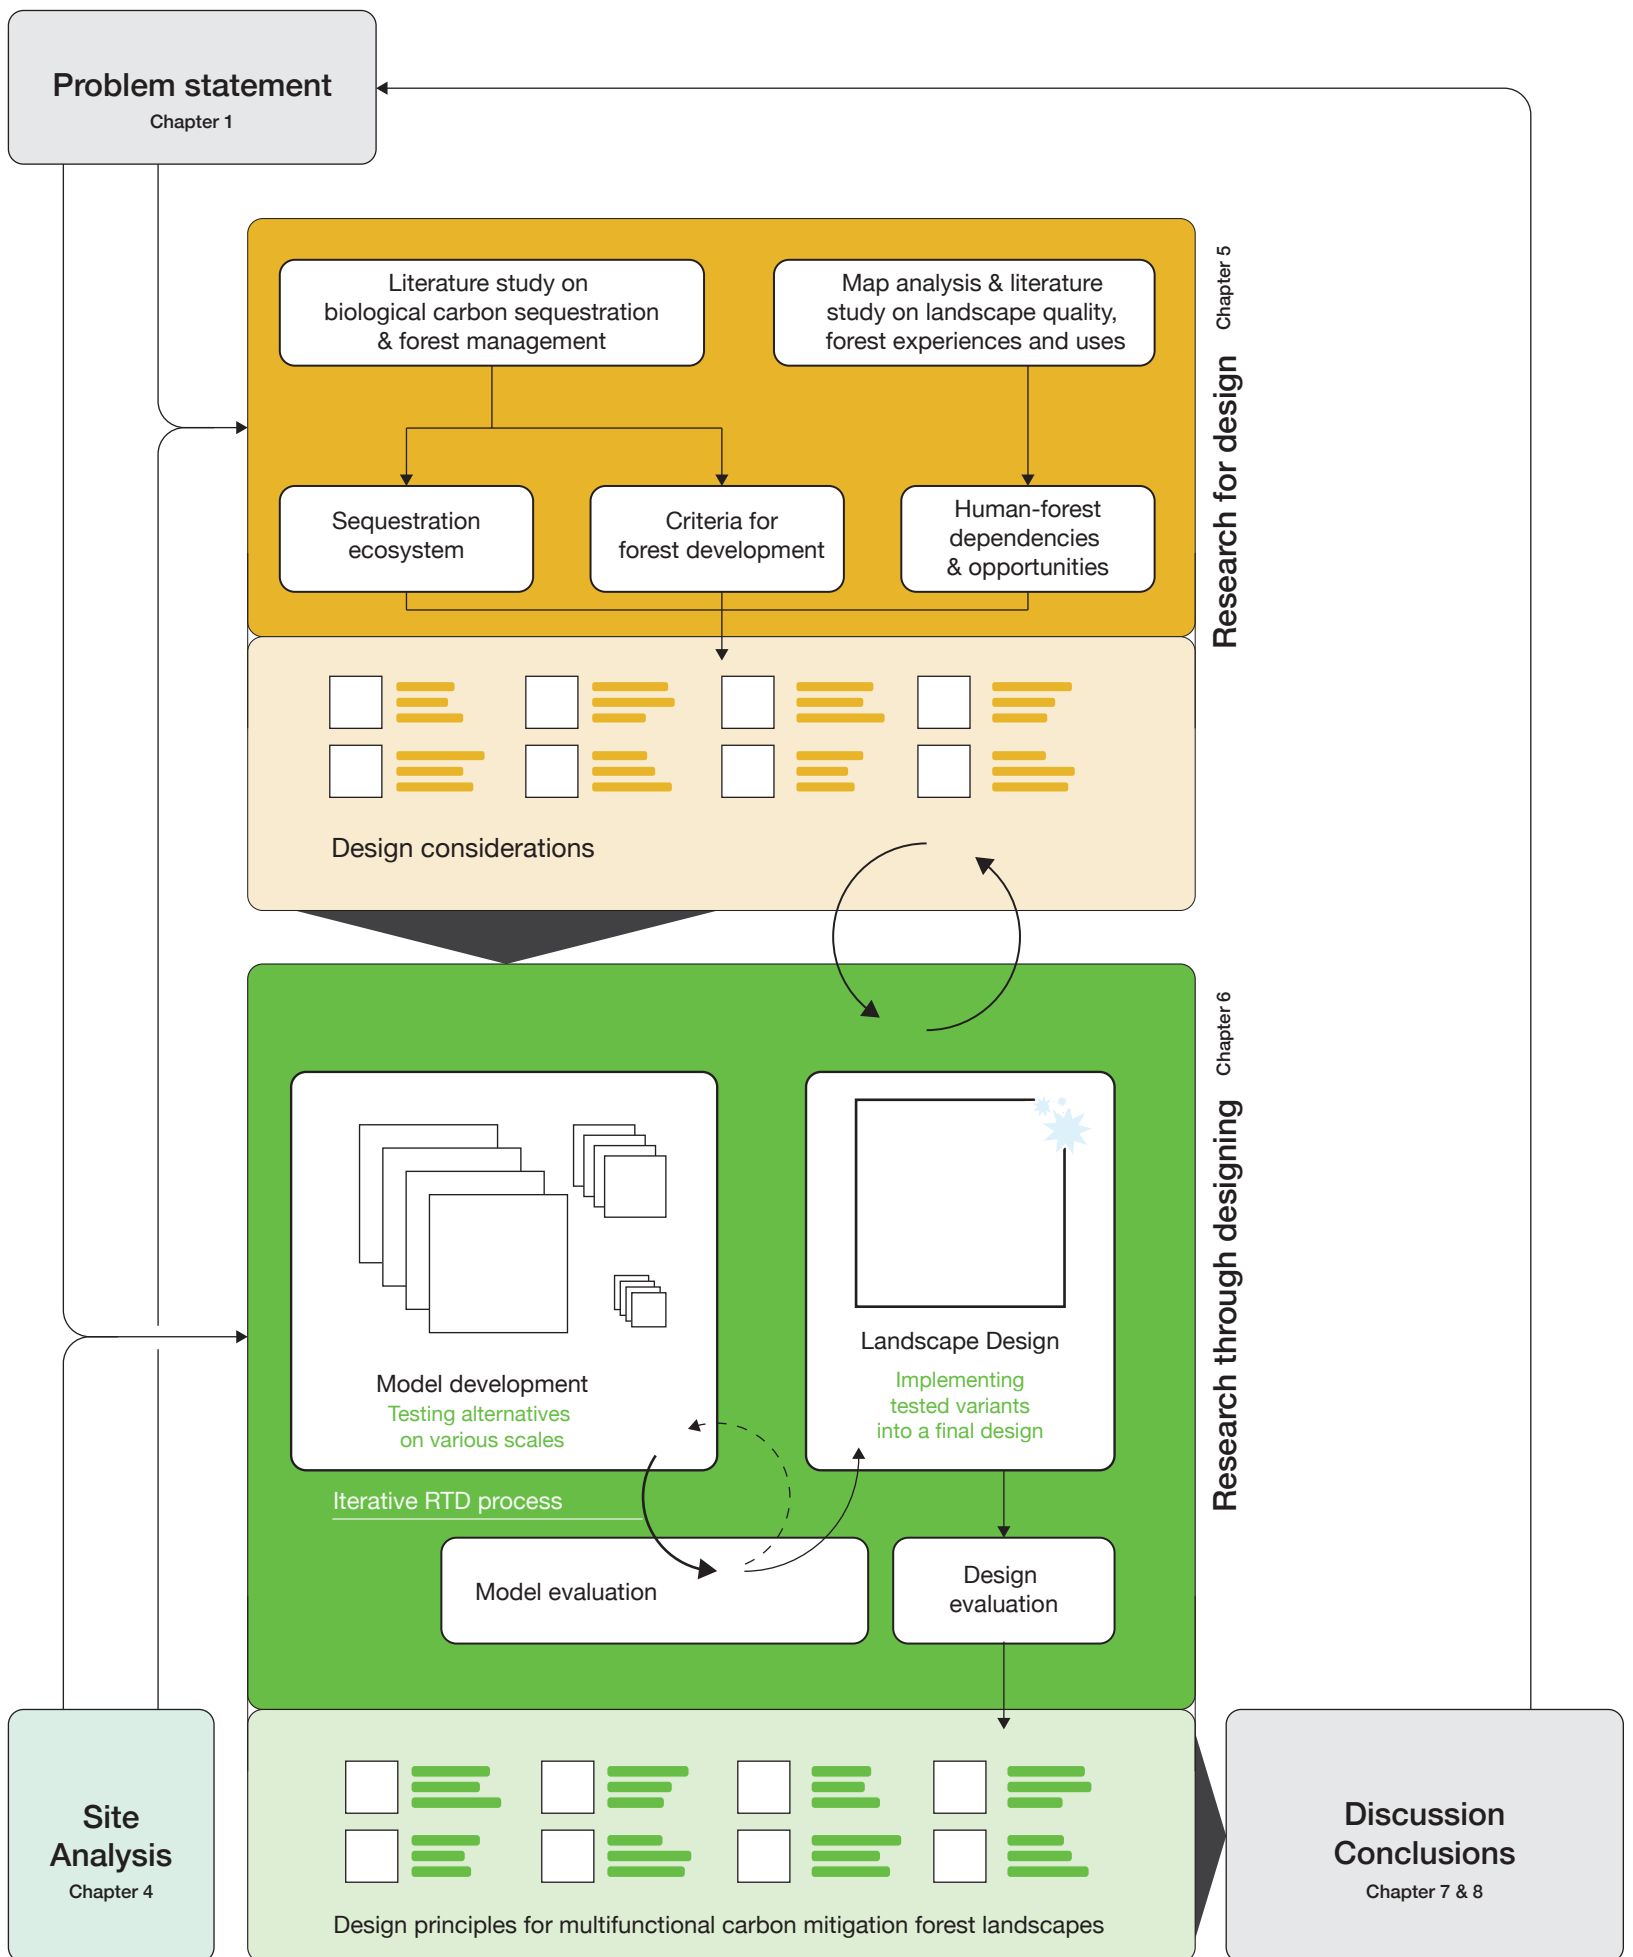 Problem statement
Chapter 1
Literature study on
biological carbon sequestration
& forest management
Map analysis & literature
study on landscape quality,
forest experiences and uses
Sequestration
ecosystem
Criteria for
forest development
Human-forest
dependencies
& opportunities
Research for design Chapter 5
Design considerations
Model development
Testing alternatives
on various scales
Landscape Design
Implementing
tested variants
into a final design
Iterative RTD process
Model evaluation
Design
evaluation
Research through designing Chapter 6
Site
Analysis
Chapter 4
Design principles for multifunctional carbon mitigation forest landscapes
Discussion
Conclusions
Chapter 7 & 8